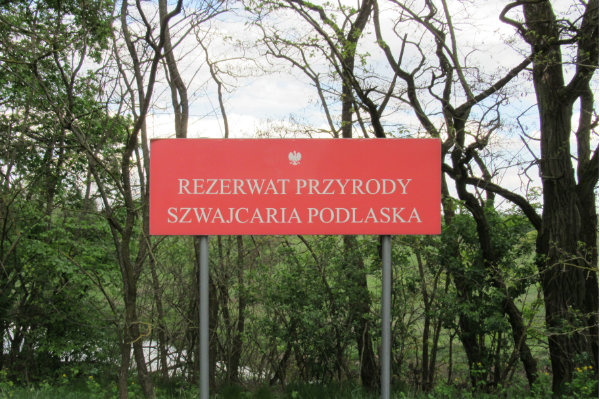 REZERWAT PRZYRODY
SZWAJCARIA PODLASKA